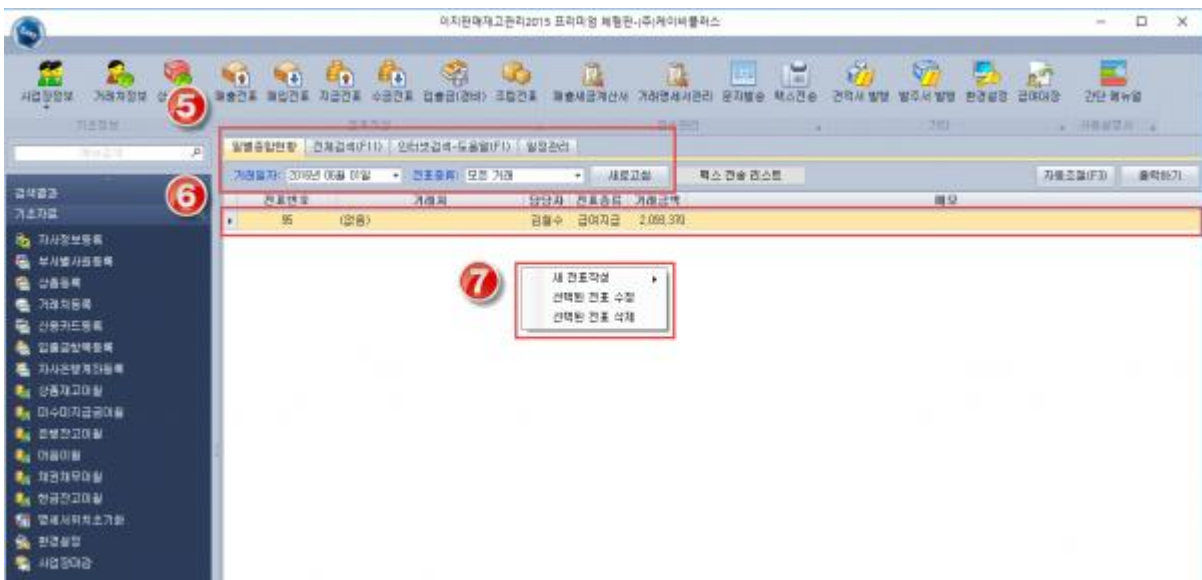 이지판매재고관리2015 프리미엄 체험판-(주)케이비플러스
사업장정보 거래처정보 매출전표 매입전표 지급전표 수금전표 입출금(경비) 조립전표 매출세금계산서 거래명세서관리 문자발송 팩스전송 견적서 발행 발주서 발행 환경설정 급여대장 간단 메뉴얼
5
기초정보 기타
일별종합현황 전체검색(F11) 인터넷검색-도움말(F1) 일정관리
거래일자: 2016년 06월 01일 전표종류: 모든 거래 새로고침 팩스 전송 리스트 자동조절(F3) 출력하기
6
전표번호 거래처 담당자 전표종류 거래금액 메모
95 (없음) 김철수 급여지급 2,098,370
검색결과
기초자료
자사정보등록
부서별사원등록
상품등록
거래처등록
신용카드등록
입출금항목등록
자사은행계좌등록
상품재고이월
미수미지급금이월
은행잔고이월
어음이월
채권채무이월
현금잔고이월
명세서위치초기화
환경설정
사업장마감
7
새 전표작성
선택된 전표 수정
선택된 전표 삭제